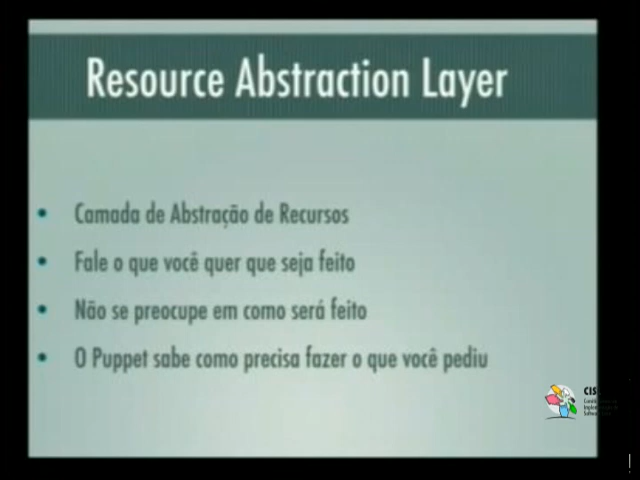 Resource Abstraction Layer
• Camada de Abstração de Recursos
• Fale o que você quer que seja feito
• Não se preocupe em como será feito
• O Puppet sabe como precisa fazer o que você pediu
CIS